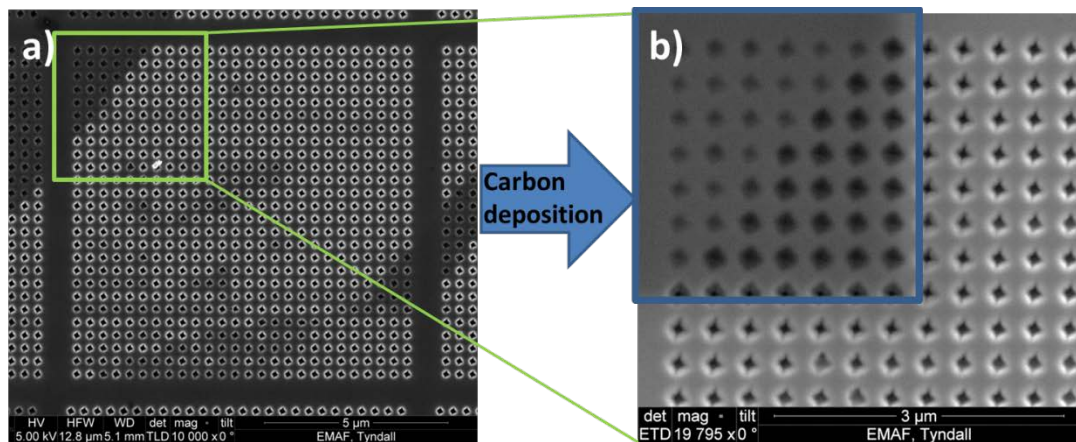 a)
HV HFW WD det mag tilt 5 µm
5.00 kV 12.8 µm 5.1 mm TLD 10 000 x 0 ° EMAF, Tyndall
Carbon
deposition
b)
det mag tilt 3 µm
ETD 19 795 x 0 ° EMAF, Tyndall